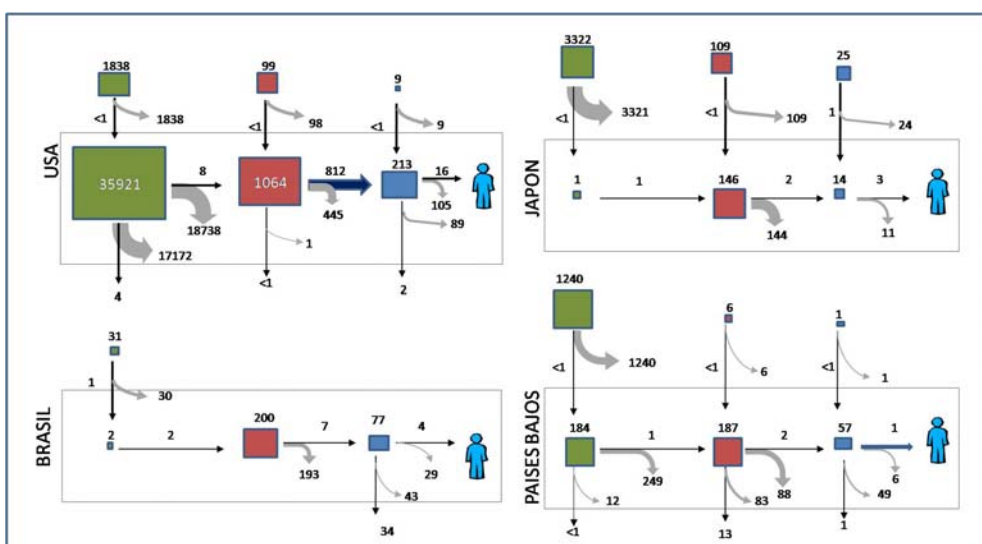 1838 99 9
<1 1838 <1 98 <1 9
USA
35921 8 1064 812 213 16
18738 445 105
17172 1 89
4 <1 2
3322 109 25
<1 3321 <1 109 1 24
JAPON
1 1 146 2 14 3
144 11
31
1 30
BRASIL
2 2 200 7 77 4
193 29
43
34
1240 6 1
<1 1240 <1 6 <1 1
PAISES BAJOS
184 1 187 2 57 1
249 88 6
12 83 49
<1 13 1